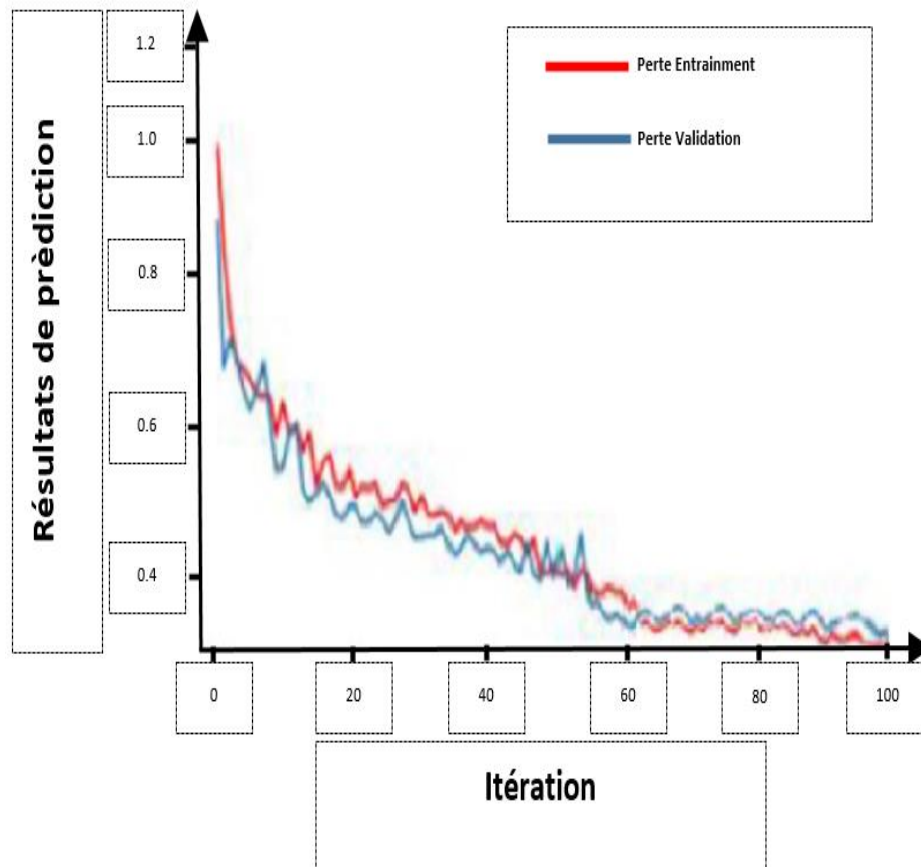 Résultats de prèdiction
1.2
1.0
0.8
0.6
0.4
Perte Entrainment
Perte Validation
0
20
40
60
80
100
Itération